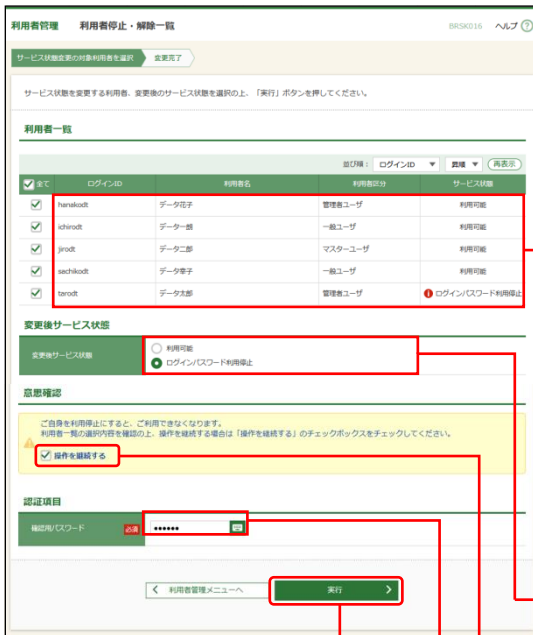 利用者管理 利用者停止・解除一覧 BRSK016 ヘルプ ?
サービス状態変更の対象利用者を選択 変更完了
サービス状態を変更する利用者、変更後のサービス状態を選択の上、「実行」ボタンを押してください。
利用者一覧
並び順： ログインID ▼ 昇順 ▼ 再表示
全て ログインID 利用者名 利用者区分 サービス状態
hanakodt データ花子 管理者ユーザ 利用可能
ichirodt データ一朗 一般ユーザ 利用可能
jirodt データ二郎 マスターユーザ 利用可能
sachikodt データ幸子 一般ユーザ 利用可能
tarodt データ太郎 管理者ユーザ ログインパスワード利用停止
変更後サービス状態
変更後サービス状態 利用可能
ログインパスワード利用停止
意思確認
ご自身を利用停止にすると、ご利用できなくなります。
利用者一覧の選択内容を確認の上、操作を継続する場合は「操作を継続する」のチェックボックスをチェックしてください。
操作を継続する
認証項目
確認用パスワード 必須 ••••••
利用者管理メニューへ 実行